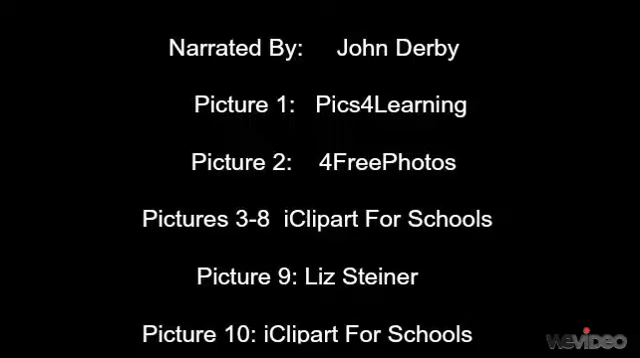 Narrated By: John Derby
Picture 1: Pics4Learning
Picture 2: 4FreePhotos
Pictures 3-8 iClipart For Schools
Picture 9: Liz Steiner
Picture 10: iClipart For Schools
WEVIDEO